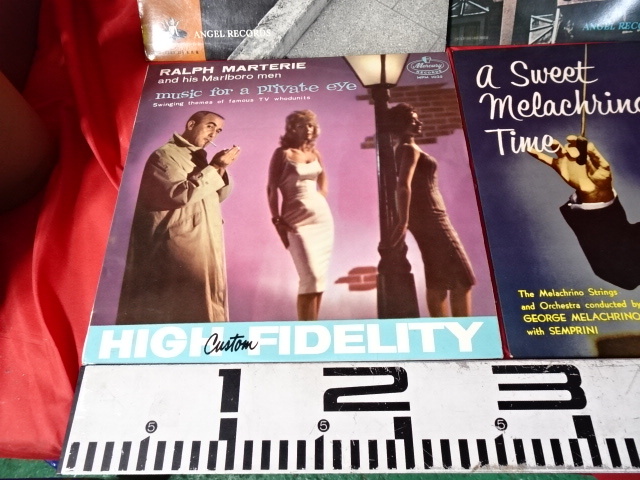 ANGEL RECORDS
ANGEL REC
RALPH MARTERIE
and his Marlboro men
music for a private eye
Swinging themes of famous TV whodunits
Mercury
RECORDS
HIGH FIDELITY
Custom
A Sweet
Melachrino
Time
The Melachrino Strings
and Orchestra conducted by
GEORGE MELACHRINO
with SEMPRINI
1 2 3
5 5 5